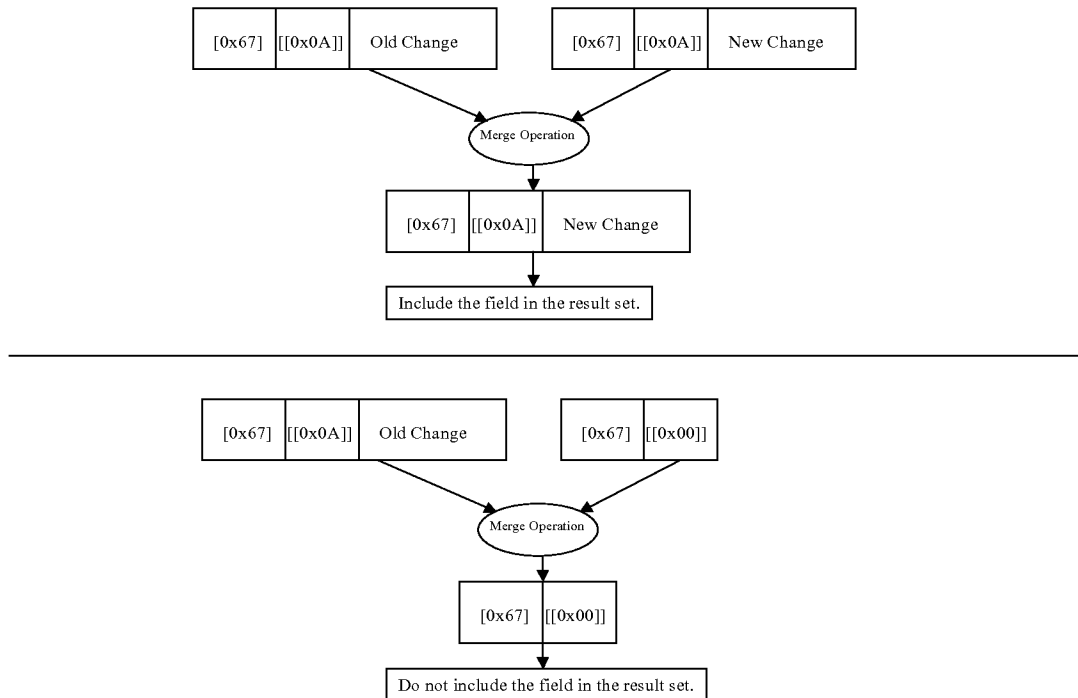 [0x67] [[0x0A]] Old Change [0x67] [[0x0A]] New Change
Merge Operation
[0x67] [[0x0A]] New Change
Include the field in the result set.
[0x67] [[0x0A]] Old Change [0x67] [[0x00]]
Merge Operation
[0x67] [[0x00]]
Do not include the field in the result set.